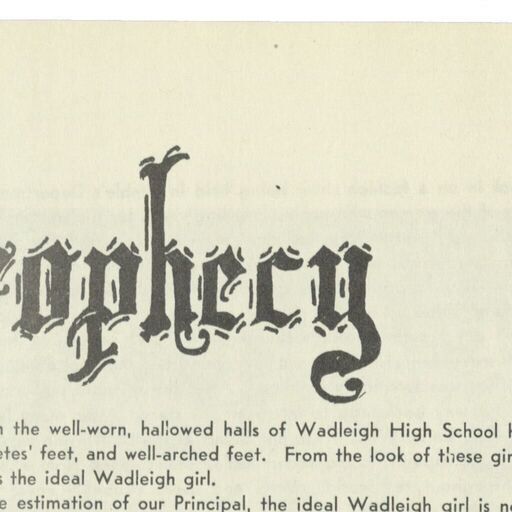 rophecy
the well-worn, hallowed halls of Wadleigh High School
etes' feet, and well-arched feet. From the look of these gir
s the ideal Wadleigh girl.
e estimation of our Principal, the ideal Wadleigh girl is no